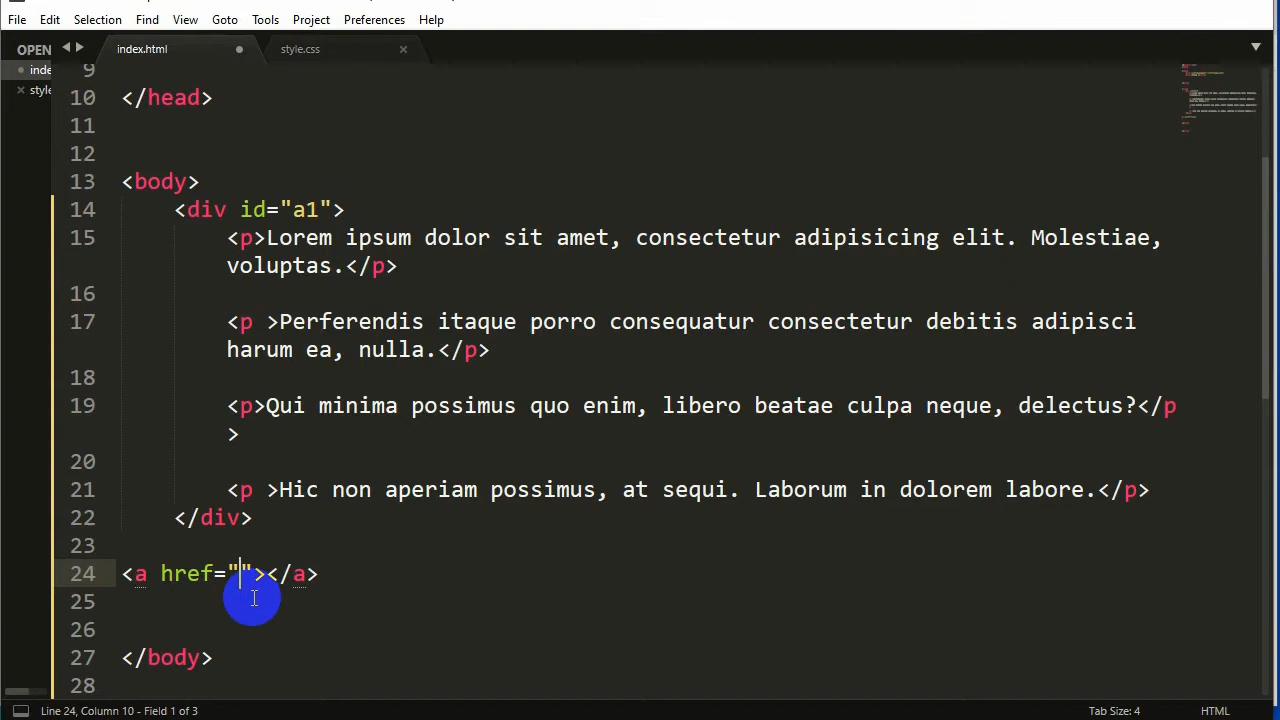 File Edit Selection Find View Goto Tools Project Preferences Help
OPEN index.html style.css
inde
style
9
10 </head>
11
12
13 <body>
14 <div id="a1">
15 <p>Lorem ipsum dolor sit amet, consectetur adipisicing elit. Molestiae,
voluptas.</p>
16
17 <p >Perferendis itaque porro consequatur consectetur debitis adipisci
harum ea, nulla.</p>
18
19 <p>Qui minima possimus quo enim, libero beatae culpa neque, delectus?</p
>
20
21 <p >Hic non aperiam possimus, at sequi. Laborum in dolorem labore.</p>
22 </div>
23
24 <a href=""></a>
25
26
27 </body>
28
Line 24, Column 10 - Field 1 of 3 Tab Size: 4 HTML